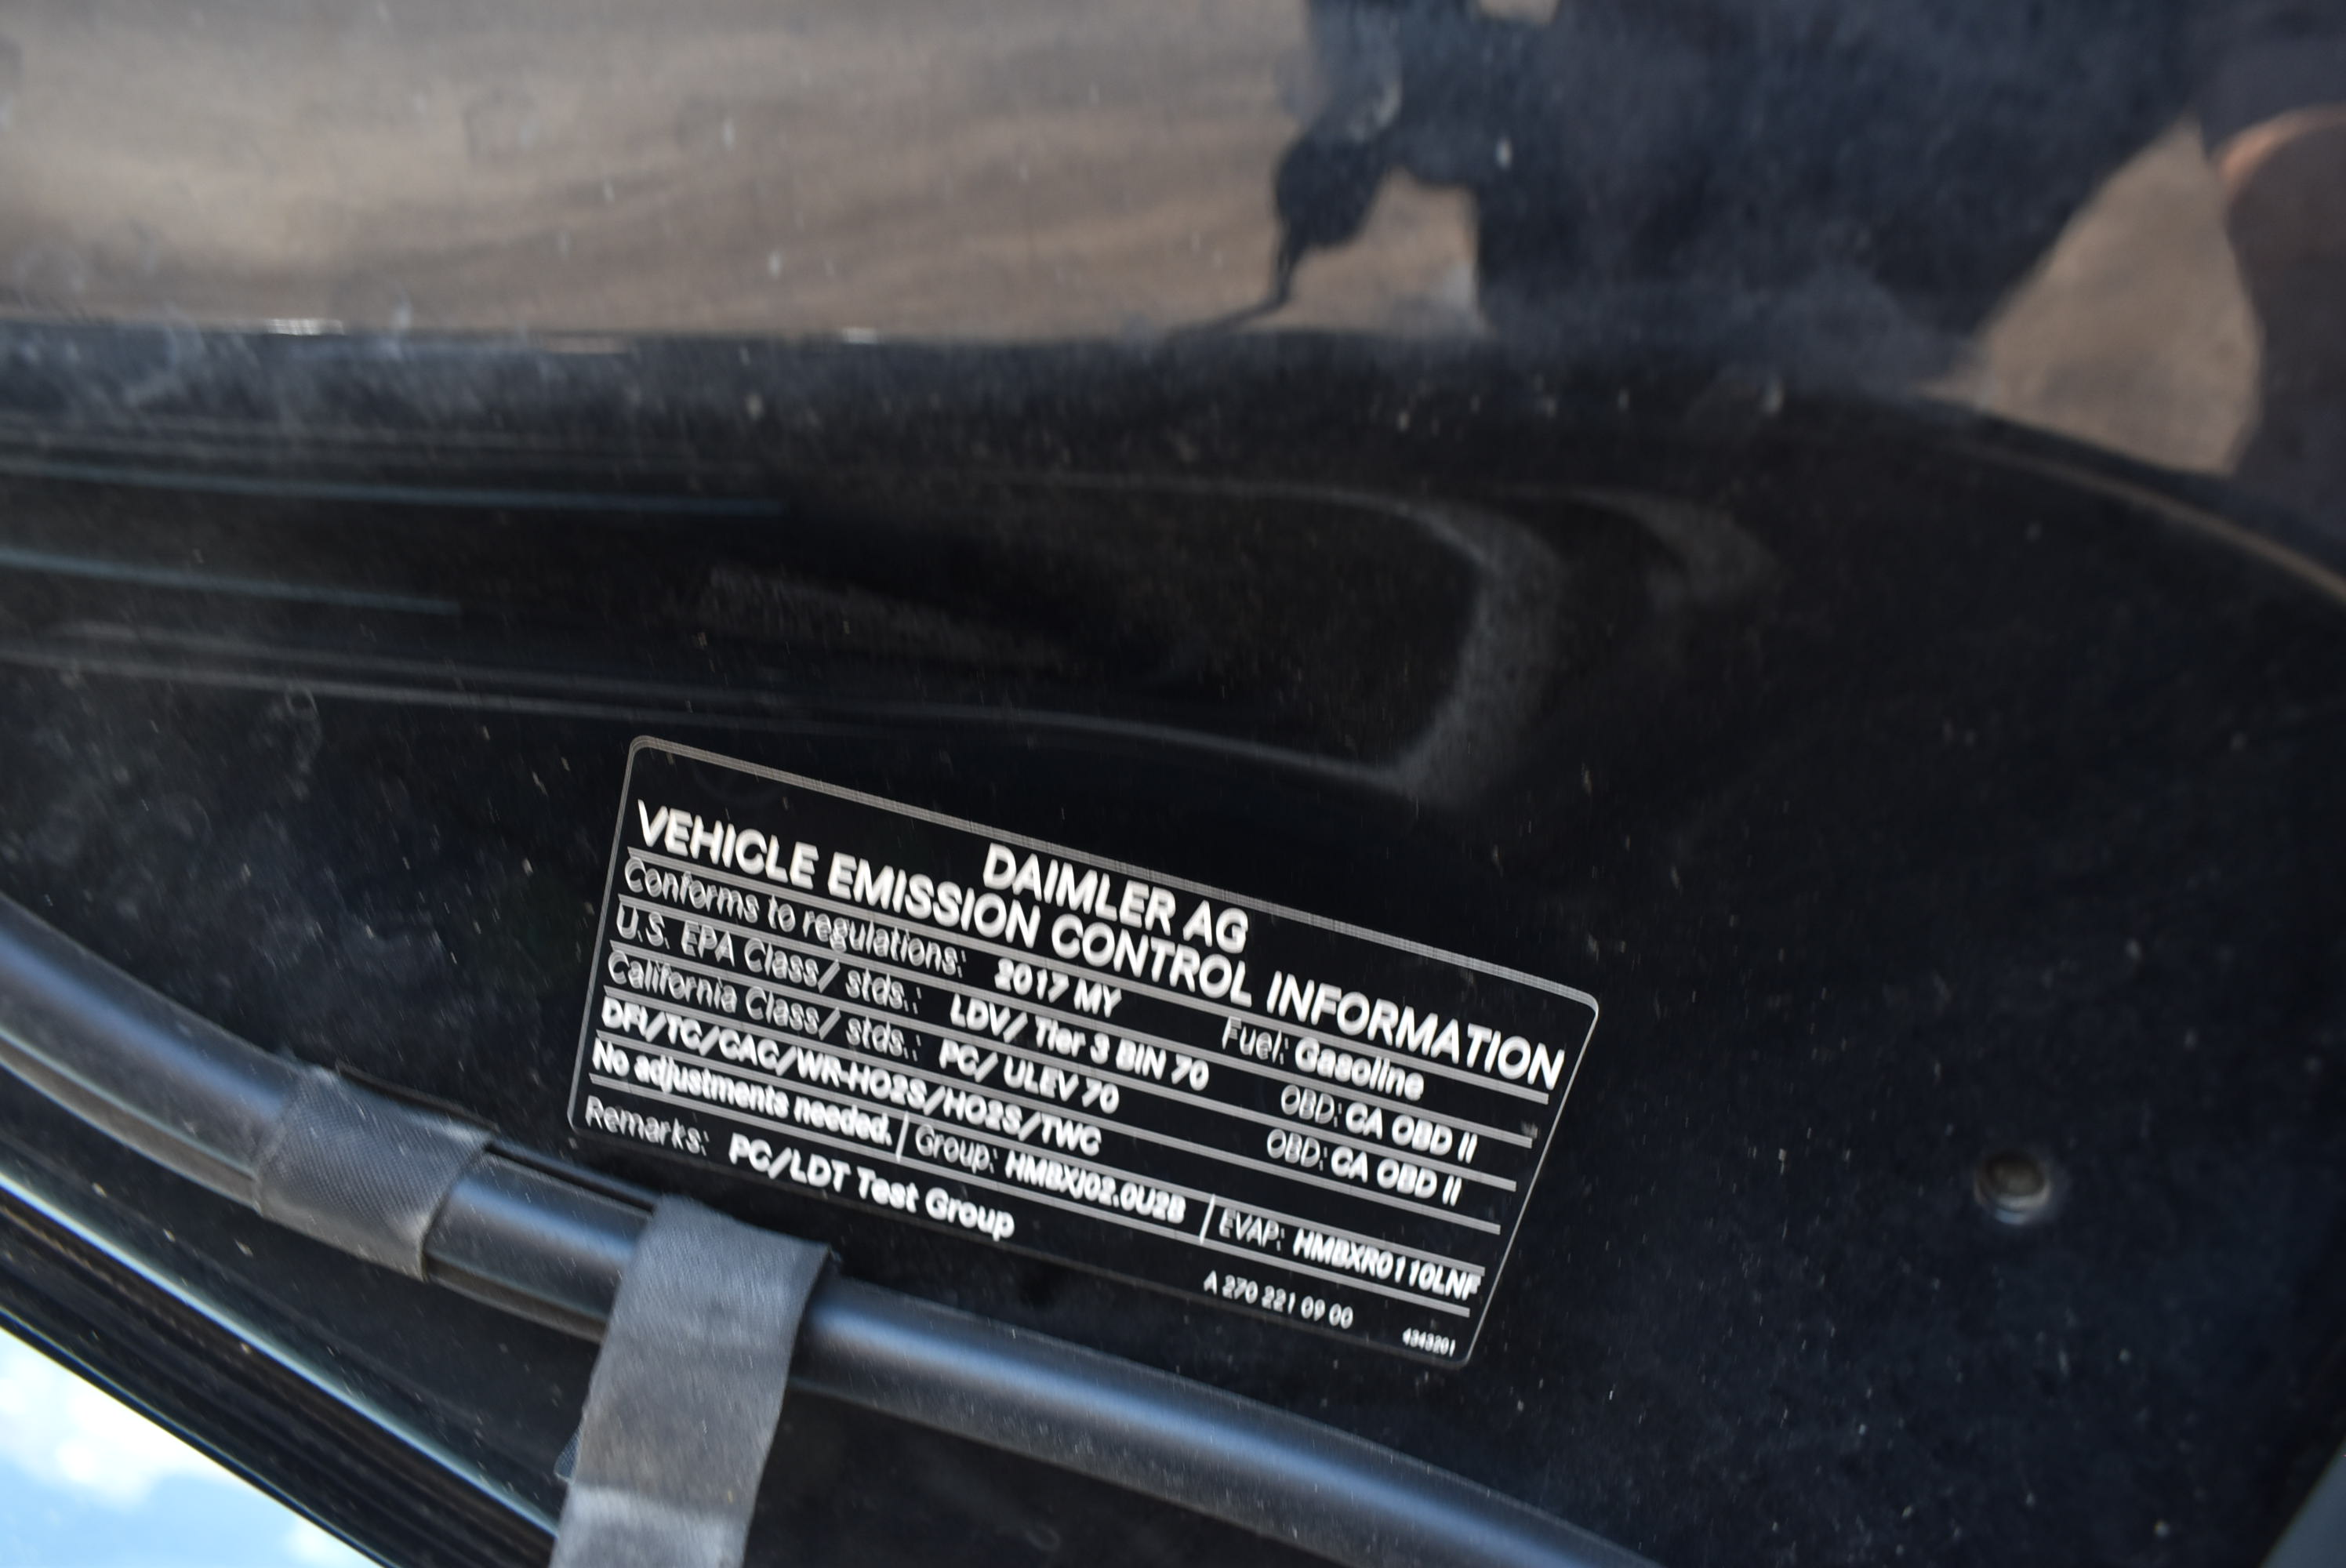 DAIMLER AG
VEHICLE EMISSION CONTROL INFORMATION
Conforms to regulations: 2017 MY Fuel: Gasoline
U.S. EPA Class/ stds.: LDV/ Tier 3 BIN 70 OBD: CA OBD II
California Class/ stds.: PC/ ULEV 70 OBD: CA OBD II
DFI/TC/CAC/WR-HO2S/HO2S/TWC
No adjustments needed. Group: HMBXJ02.0U2B EVAP: HMBXR0110LNF
Remarks: PC/LDT Test Group
A 270 221 09 00
4343201